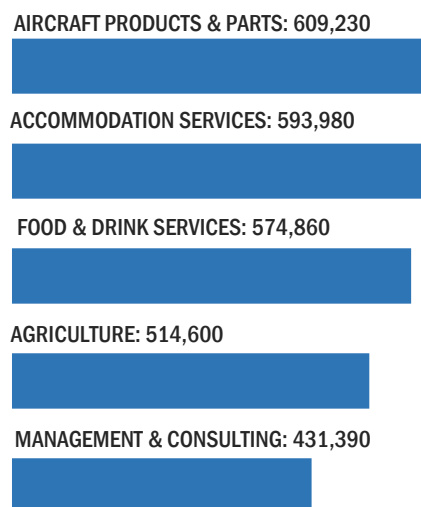 AIRCRAFT PRODUCTS & PARTS: 609,230
ACCOMMODATION SERVICES: 593,980
FOOD & DRINK SERVICES: 574,860
AGRICULTURE: 514,600
MANAGEMENT & CONSULTING: 431,390